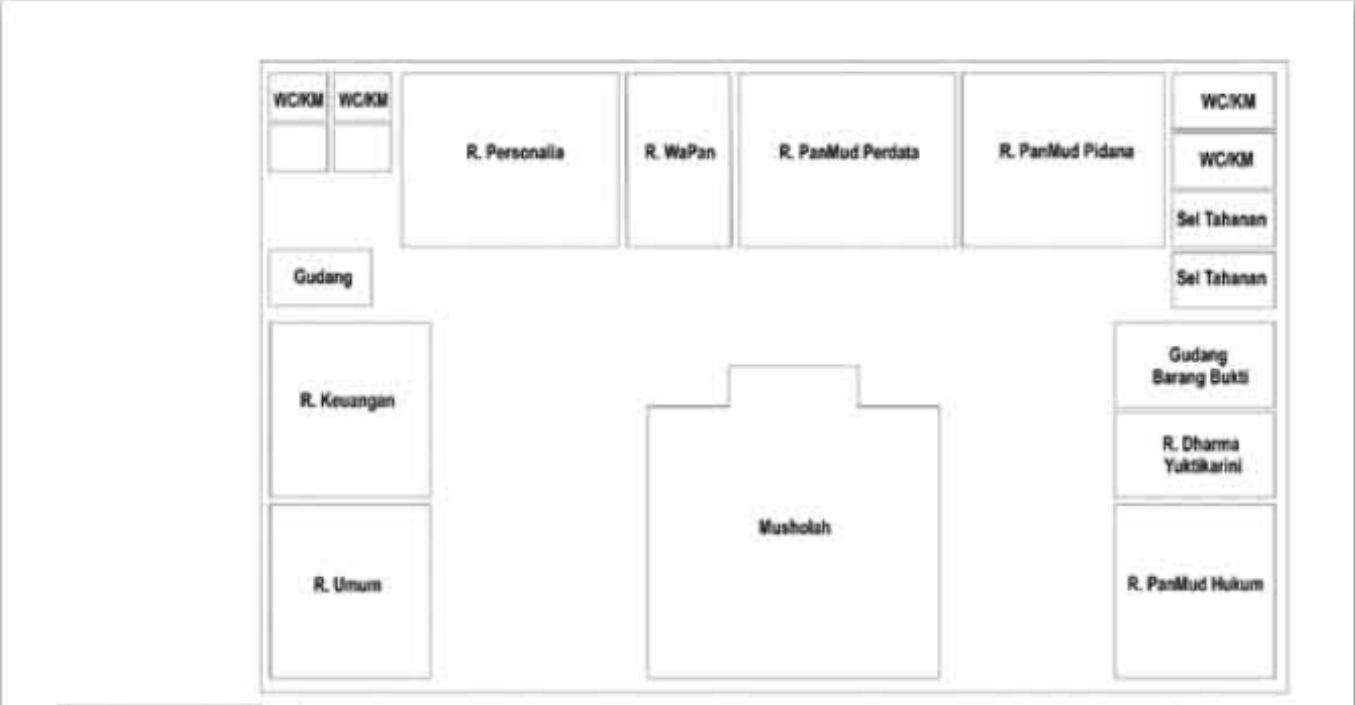 WC/KM
WC/KM
R. Personalia
R. WaPan
R. PanMud Perdata
R. PanMud Pidana
WC/KM
WC/KM
Sel Tahanan
Gudang
Sel Tahanan
R. Keuangan
Gudang
Barang Bukti
R. Dharma
Yuktikarini
R. Umum
Musholah
R. PanMud Hukum